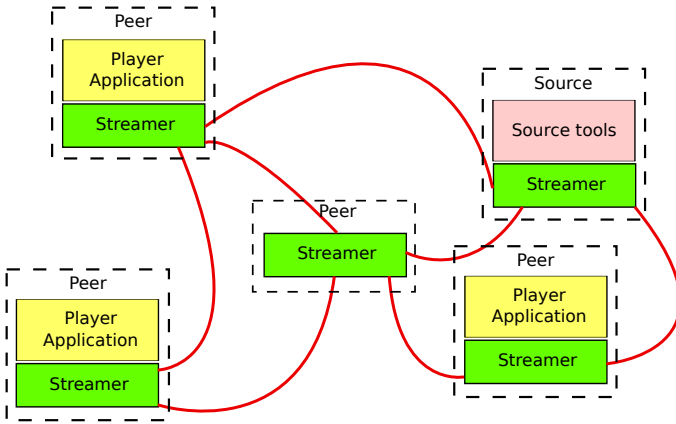 Peer
Player
Application
Streamer
Source
Source tools
Streamer
Peer
Streamer
Peer
Player
Application
Streamer
Peer
Player
Application
Streamer